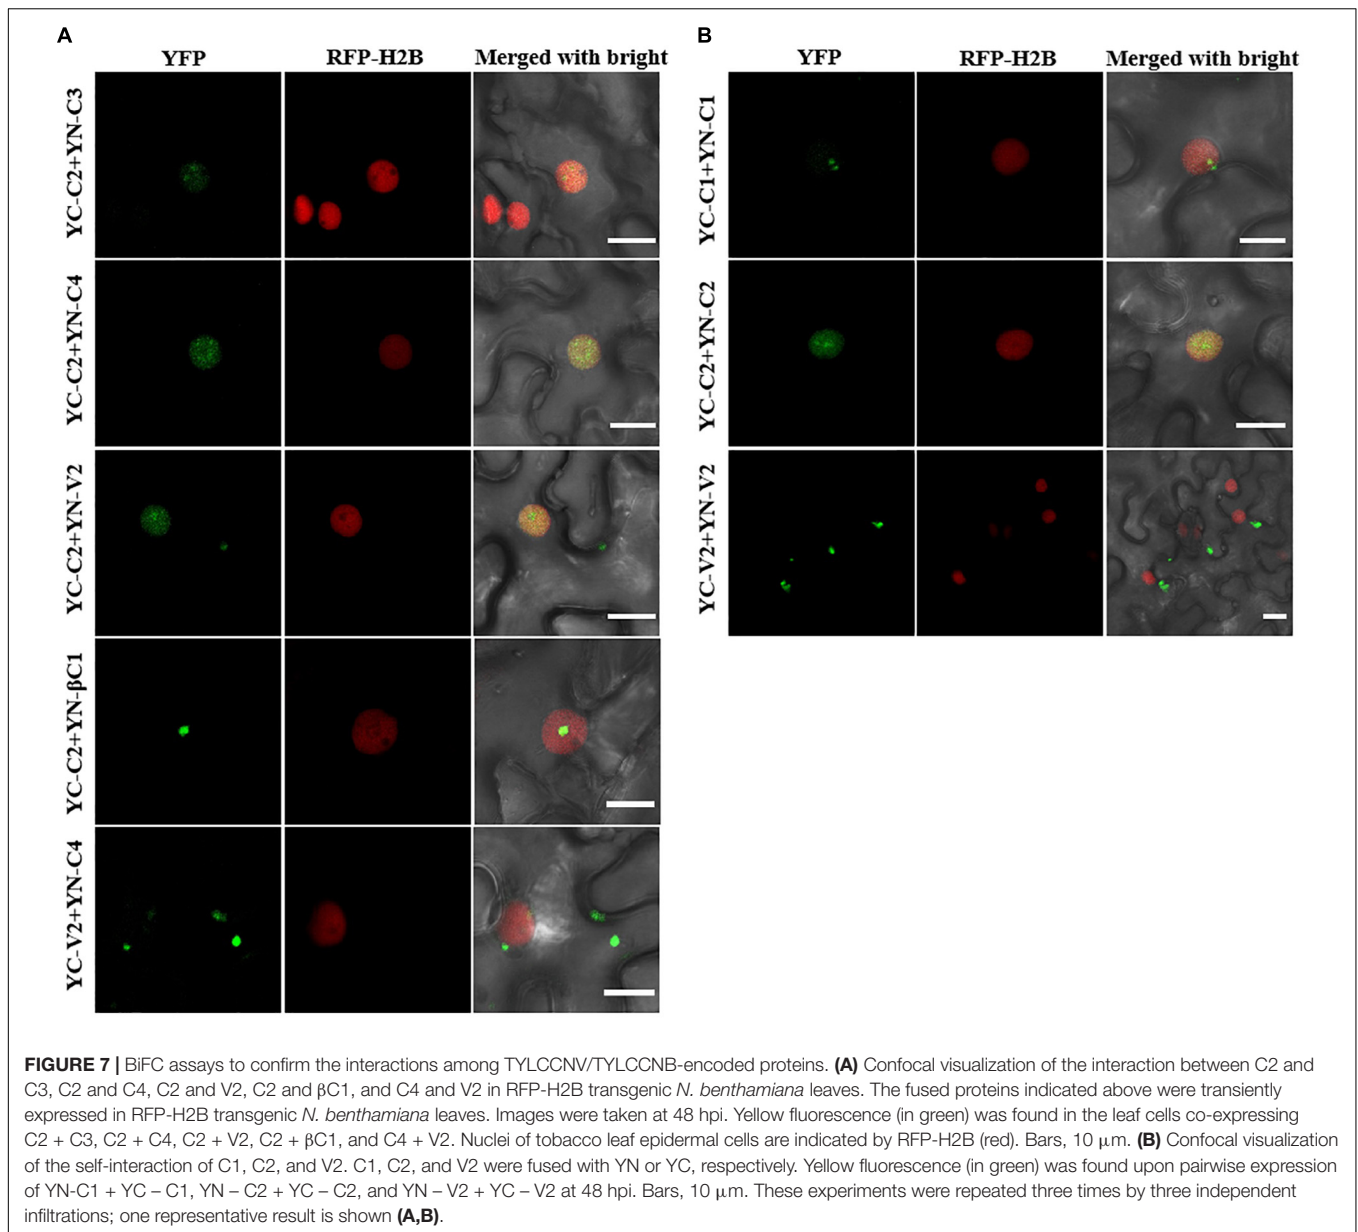 A
B
YFP RFP-H2B Merged with bright
YFP RFP-H2B Merged with bright
YC-C2+YN-C3
YC-C2+YN-C4
YC-C2+YN-V2
YC-C2+YN-βC1
YC-V2+YN-C4
YC-C1+YN-C1
YC-C2+YN-C2
YC-V2+YN-V2
FIGURE 7 | BiFC assays to confirm the interactions among TYLCCNV/TYLCCNB-encoded proteins. (A) Confocal visualization of the interaction between C2 and
C3, C2 and C4, C2 and V2, C2 and βC1, and C4 and V2 in RFP-H2B transgenic N. benthamiana leaves. The fused proteins indicated above were transiently
expressed in RFP-H2B transgenic N. benthamiana leaves. Images were taken at 48 hpi. Yellow fluorescence (in green) was found in the leaf cells co-expressing
C2 + C3, C2 + C4, C2 + V2, C2 + βC1, and C4 + V2. Nuclei of tobacco leaf epidermal cells are indicated by RFP-H2B (red). Bars, 10 μm. (B) Confocal visualization
of the self-interaction of C1, C2, and V2. C1, C2, and V2 were fused with YN or YC, respectively. Yellow fluorescence (in green) was found upon pairwise expression
of YN-C1 + YC – C1, YN – C2 + YC – C2, and YN – V2 + YC – V2 at 48 hpi. Bars, 10 μm. These experiments were repeated three times by three independent
infiltrations; one representative result is shown (A,B).